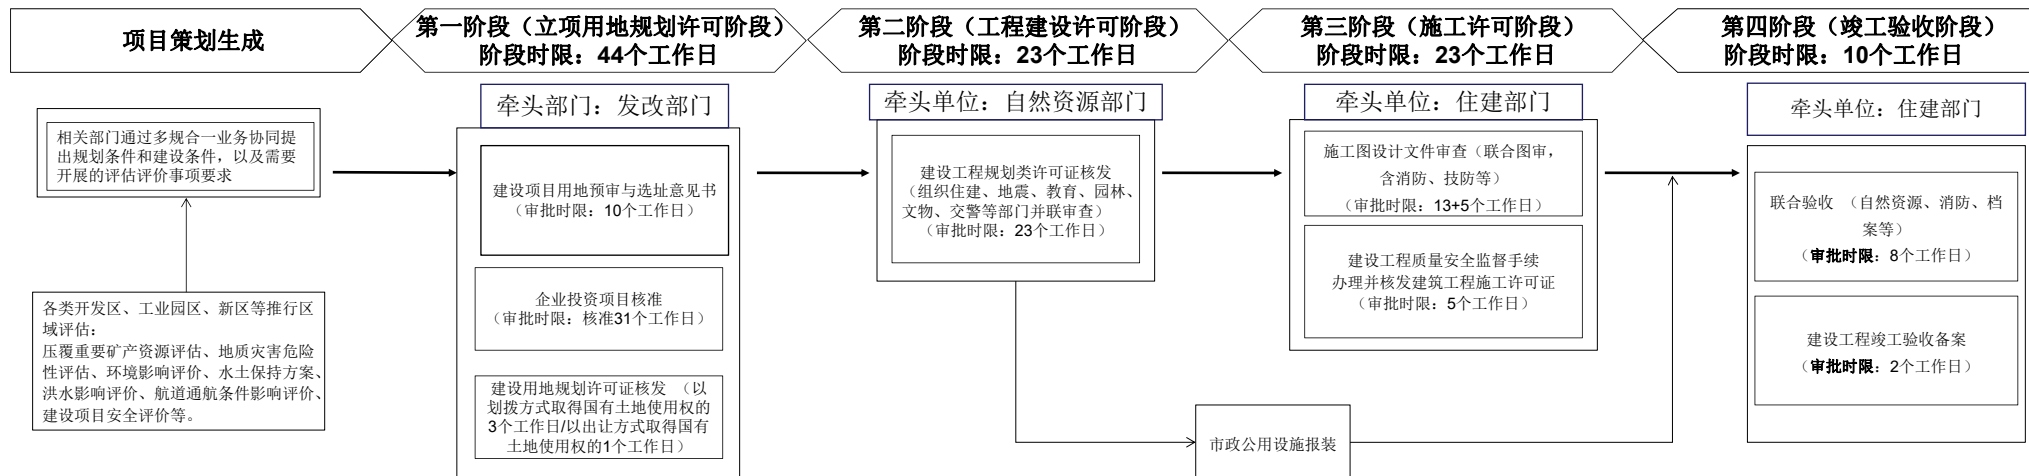 项目策划生成
第一阶段（立项用地规划许可阶段）
阶段时限：44个工作日
第二阶段（工程建设许可阶段）
阶段时限：23个工作日
第三阶段（施工许可阶段）
阶段时限：23个工作日
第四阶段（竣工验收阶段）
阶段时限：10个工作日
相关部门通过多规合一业务协同提
出规划条件和建设条件，以及需要
开展的评估评价事项要求
各类开发区、工业园区、新区等推行区
域评估：
压覆重要矿产资源评估、地质灾害危险
性评估、环境影响评价、水土保持方案、
洪水影响评价、航道通航条件影响评价、
建设项目安全评价等。
牵头部门：发改部门
建设项目用地预审与选址意见书
（审批时限：10个工作日）
企业投资项目核准
（审批时限：核准31个工作日）
建设用地规划许可证核发 （以
划拨方式取得国有土地使用权的
3个工作日/以出让方式取得国有
土地使用权的1个工作日）
牵头单位：自然资源部门
建设工程规划类许可证核发
（组织住建、地震、教育、园林、
文物、交警等部门并联审查）
（审批时限：23个工作日）
牵头单位：住建部门
施工图设计文件审查（联合图审，
含消防、技防等）
（审批时限：13+5个工作日）
建设工程质量安全监督手续
办理并核发建筑工程施工许可证
（审批时限：5个工作日）
市政公用设施报装
牵头单位：住建部门
联合验收 （自然资源、消防、档
案等）
（审批时限：8个工作日）
建设工程竣工验收备案
（审批时限：2个工作日）